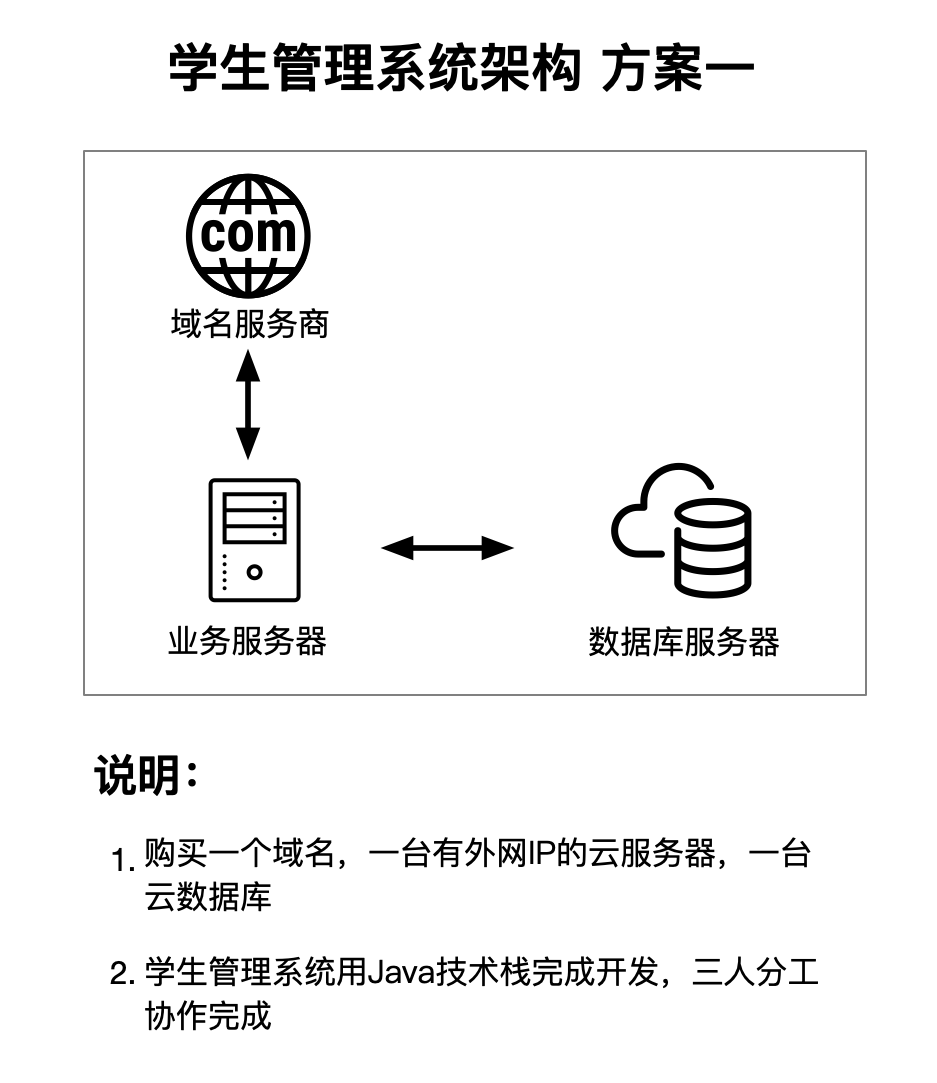 学生管理系统架构 方案一
com
域名服务商
业务服务器
数据库服务器
说明：
1. 购买一个域名，一台有外网IP的云服务器，一台
云数据库
2. 学生管理系统用Java技术栈完成开发，三人分工
协作完成